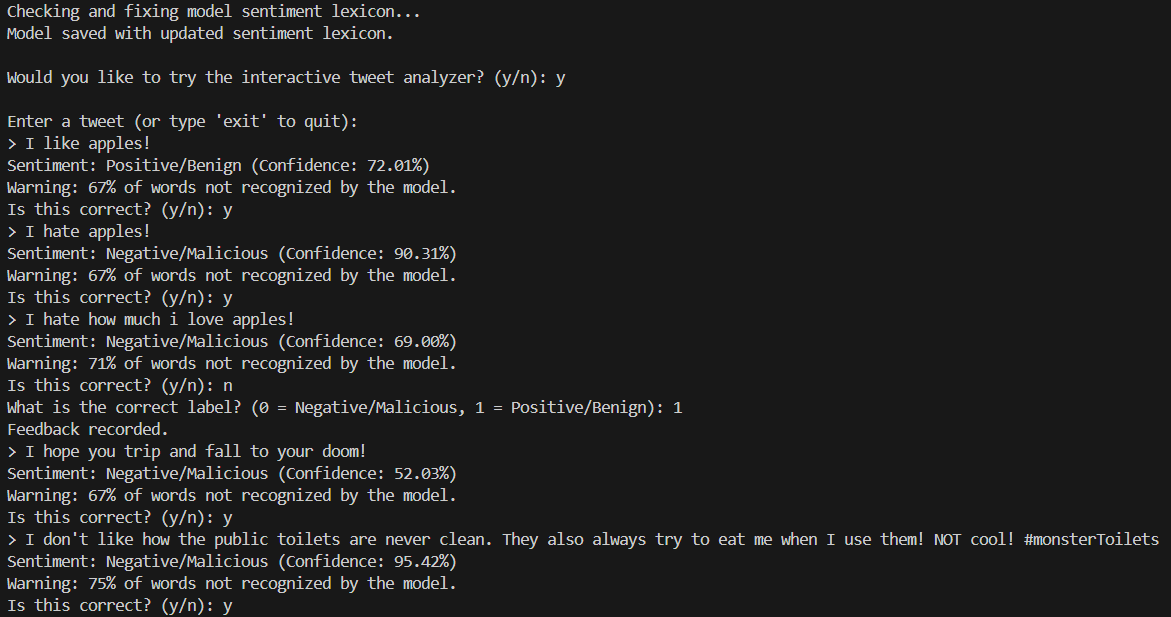 Checking and fixing model sentiment lexicon...
Model saved with updated sentiment lexicon.
Would you like to try the interactive tweet analyzer? (y/n): y
Enter a tweet (or type 'exit' to quit):
> I like apples!
Sentiment: Positive/Benign (Confidence: 72.01%)
Warning: 67% of words not recognized by the model.
Is this correct? (y/n): y
> I hate apples!
Sentiment: Negative/Malicious (Confidence: 90.31%)
Warning: 67% of words not recognized by the model.
Is this correct? (y/n): y
> I hate how much i love apples!
Sentiment: Negative/Malicious (Confidence: 69.00%)
Warning: 71% of words not recognized by the model.
Is this correct? (y/n): n
What is the correct label? (0 = Negative/Malicious, 1 = Positive/Benign): 1
Feedback recorded.
> I hope you trip and fall to your doom!
Sentiment: Negative/Malicious (Confidence: 52.03%)
Warning: 67% of words not recognized by the model.
Is this correct? (y/n): y
> I don't like how the public toilets are never clean. They also always try to eat me when I use them! NOT cool! #monsterToilets
Sentiment: Negative/Malicious (Confidence: 95.42%)
Warning: 75% of words not recognized by the model.
Is this correct? (y/n): y